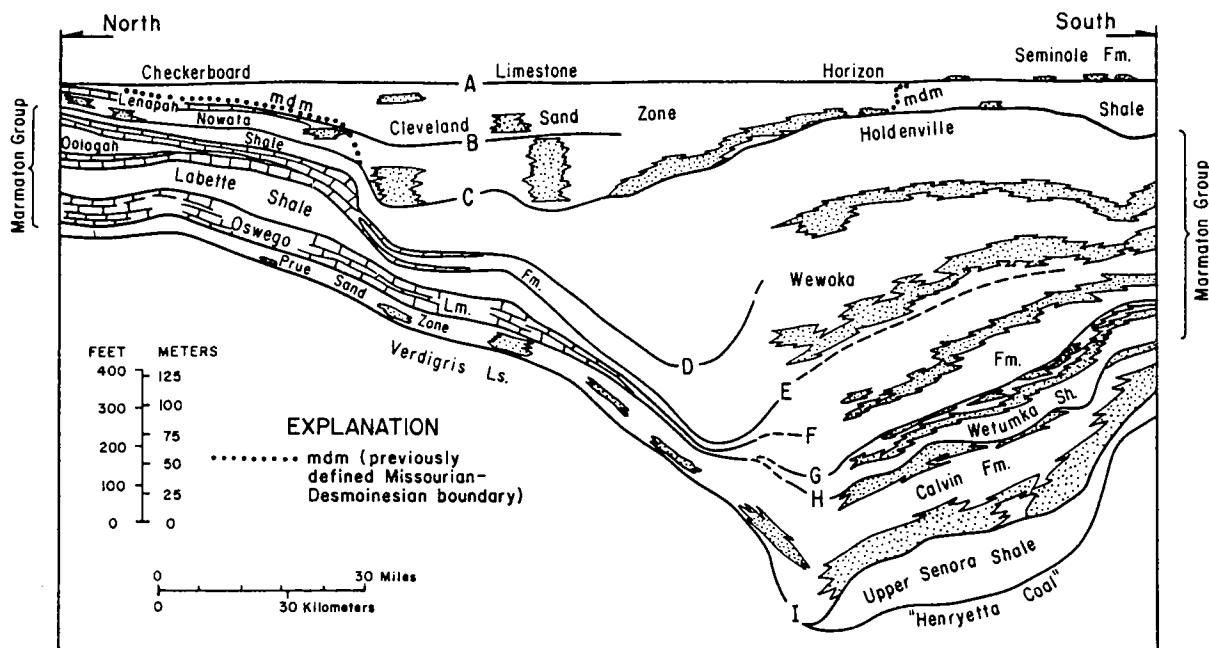 North
South
Seminole Fm.
Checkerboard A Limestone Horizon
mdm
mdm
Lenapah
Nowata
Cleveland Sand Zone
B
Holdenville Shale
Shale
Oologah
C
Marmaton Group
Marmaton Group
Labette
Shale
Oswego
Fm.
Wewoka
Prue Sand
Lm.
Zone
Verdigris Ls.
D
E
Fm.
F
Wetumka Sh.
G
H
Calvin Fm.
I
Upper Senora Shale
"Henryetta Coal"
FEET METERS
400 125
300 100
200 75
50
100 25
0 0
EXPLANATION
mdm (previously
defined Missourian-
Desmoinesian boundary)
0 30 Miles
0 30 Kilometers